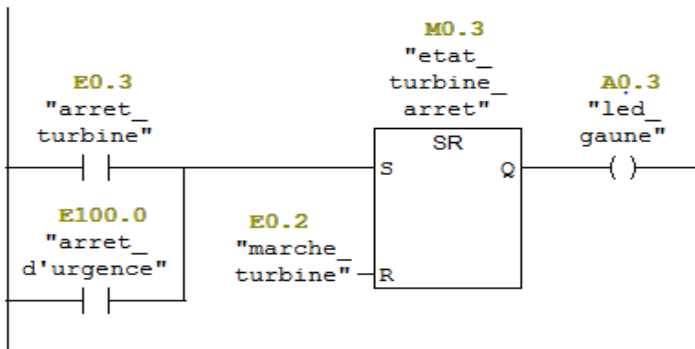 M0.3
"etat_
turbine_
arret"
E0.3
"arret_
turbine"
A0.3
"led_
gaune"
SR
S
Q
E100.0
"arret_
d'urgence"
E0.2
"marche_
turbine"
R